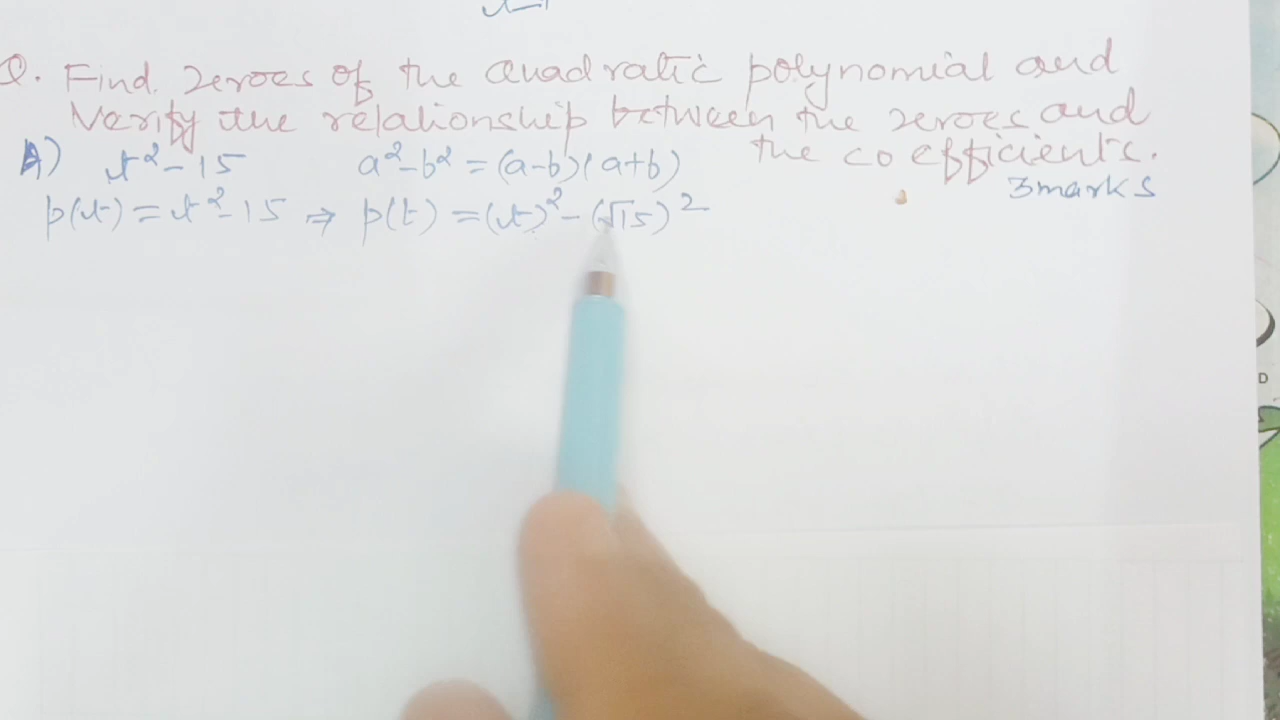 Q. Find zeroes of the quadratic polynomial and
Verify the relationship between the zeroes and
the coefficients.
3marks
A) t²-15 a²-b² = (a-b)(a+b)
p(t) = t²-15 ⇒ p(t) = (t)² - (√15)²
D